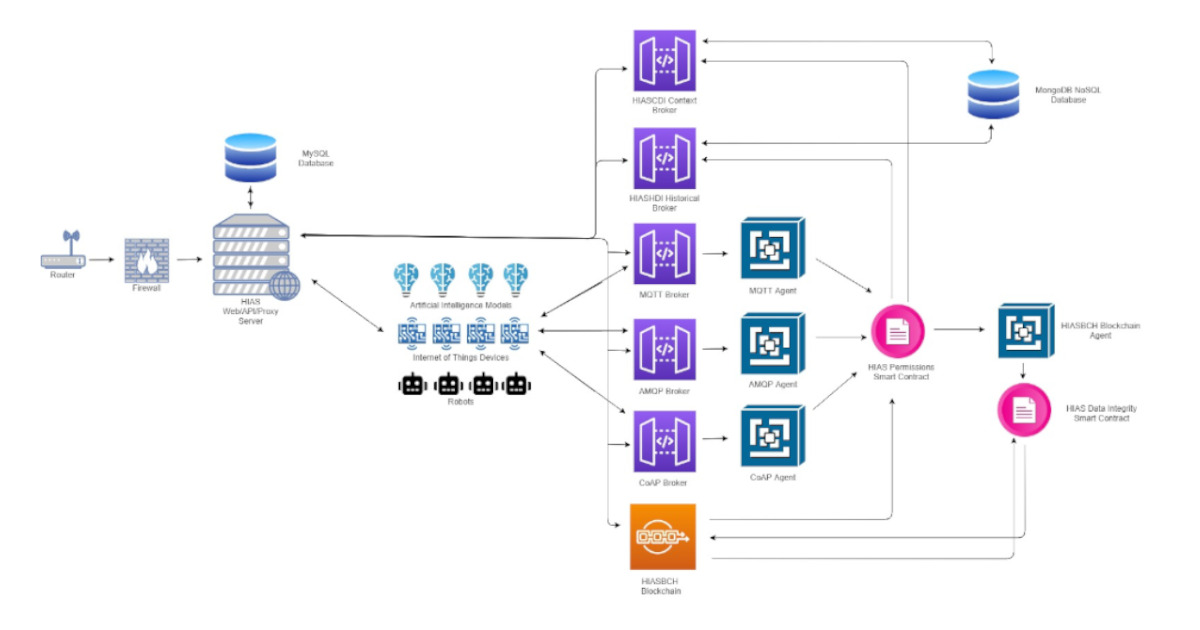 HIASCDI Context
Broker
MongoDB NoSQL
Database
MySQL
Database
HIASHDI Historical
Broker
Router
Firewall
HIAS
Web/API/Proxy
Server
Artificial Intelligence Models
Internet of Things Devices
Robots
MQTT Broker
MQTT Agent
AMQP Broker
AMQP Agent
CoAP Broker
CoAP Agent
HIAS Permissions
Smart Contract
HIASBCH Blockchain
Agent
HIAS Data Integrity
Smart Contract
HIASBCH
Blockchain